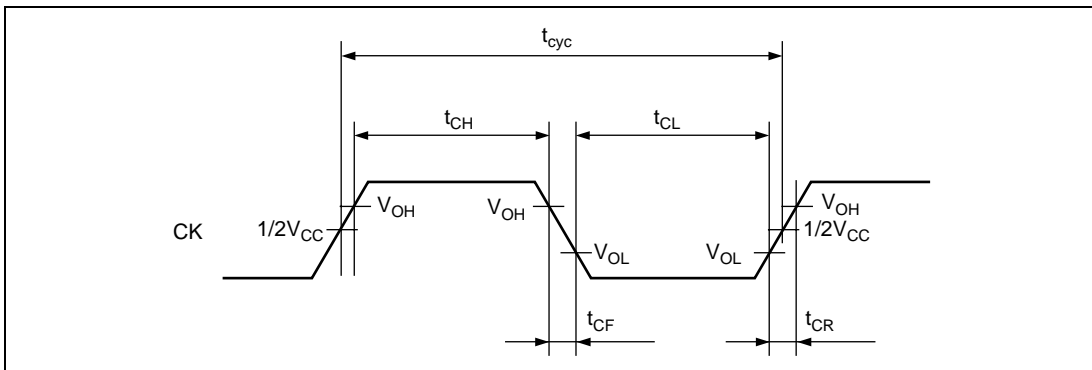 tcyc
tCH
tCL
VOH
VOH
VOH
CK
1/2VCC
1/2VCC
VOL
VOL
tCF
tCR